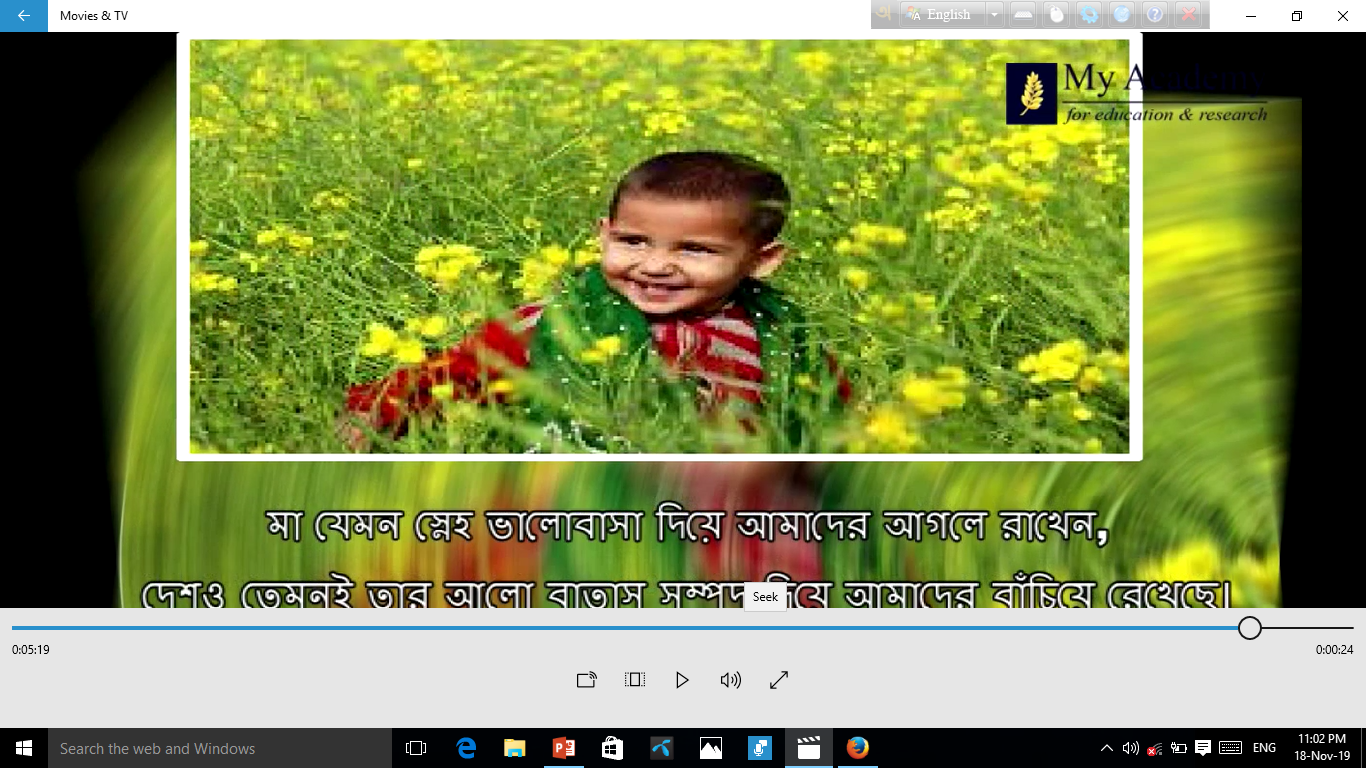 Movies & TV
English
My Academy
for education & research
মা যেমন স্নেহ ভালোবাসা দিয়ে আমাদের আগলে রাখেন,
দেশও তেমনই তার আলো বাতাস সম্পদ দিয়ে আমাদের বাঁচিয়ে রেখেছে।
Seek
0:05:19
0:00:24
Search the web and Windows
ENG
11:02 PM
18-Nov-19